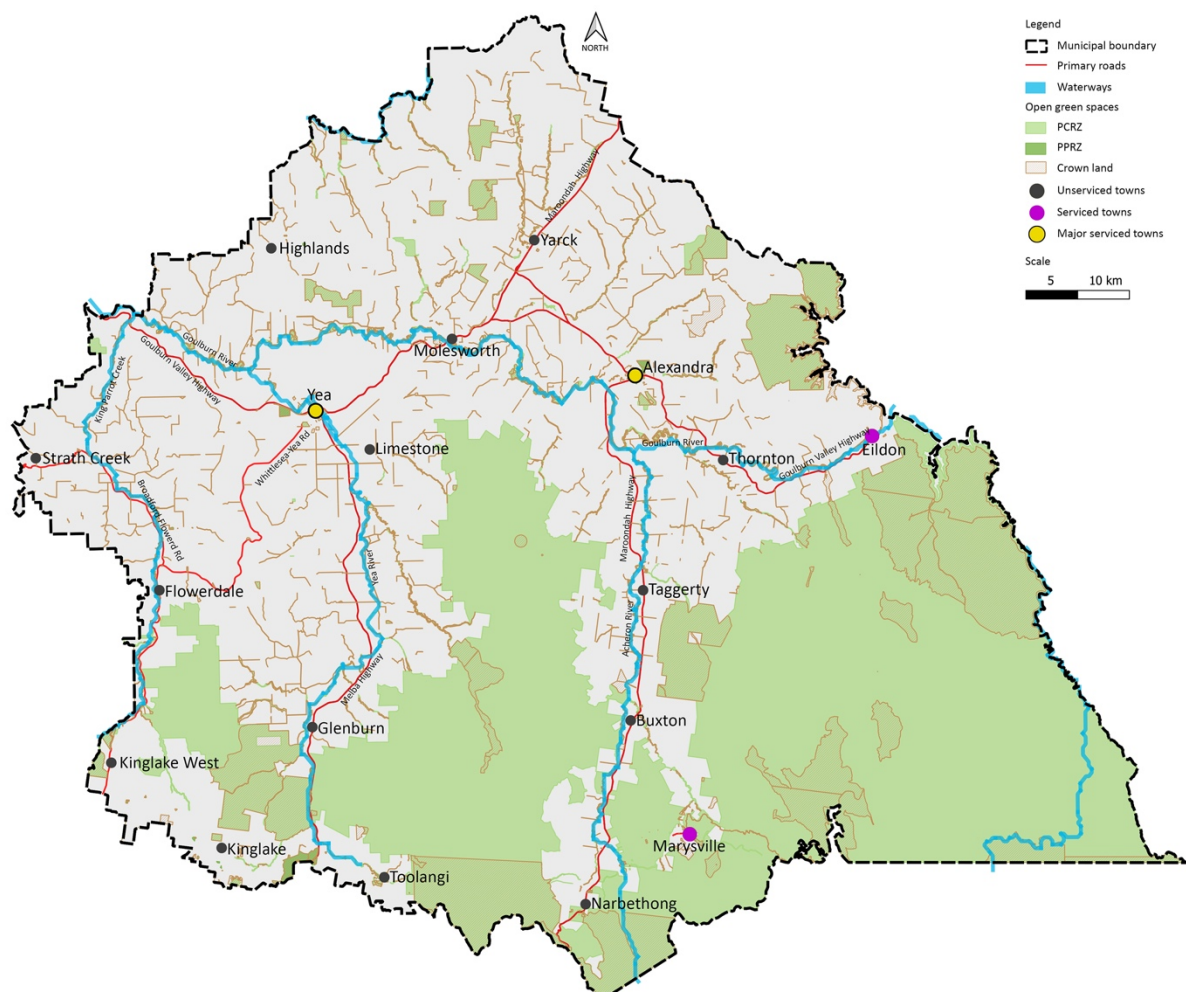 NORTH
Legend
Municipal boundary
Primary roads
Waterways
Open green spaces
PCRZ
PPRZ
Crown land
Unserviced towns
Serviced towns
Major serviced towns
Scale
5 10 km
Maroondah Highway
Yarck
Highlands
Goulburn River
Molesworth
Goulburn Valley Highway
King Parrot Creek
Alexandra
Yea
Whittlesea-Yea Rd
Limestone
Strath Creek
Goulburn River
Goulburn Valley Highway
Eildon
Thornton
Broadford Flowerd Rd
Maroondah Highway
Yea River
Flowerdale
Taggerty
Acheron River
Melba Highway
Glenburn
Buxton
Kinglake West
Marysville
Kinglake
Toolangi
Narbethong